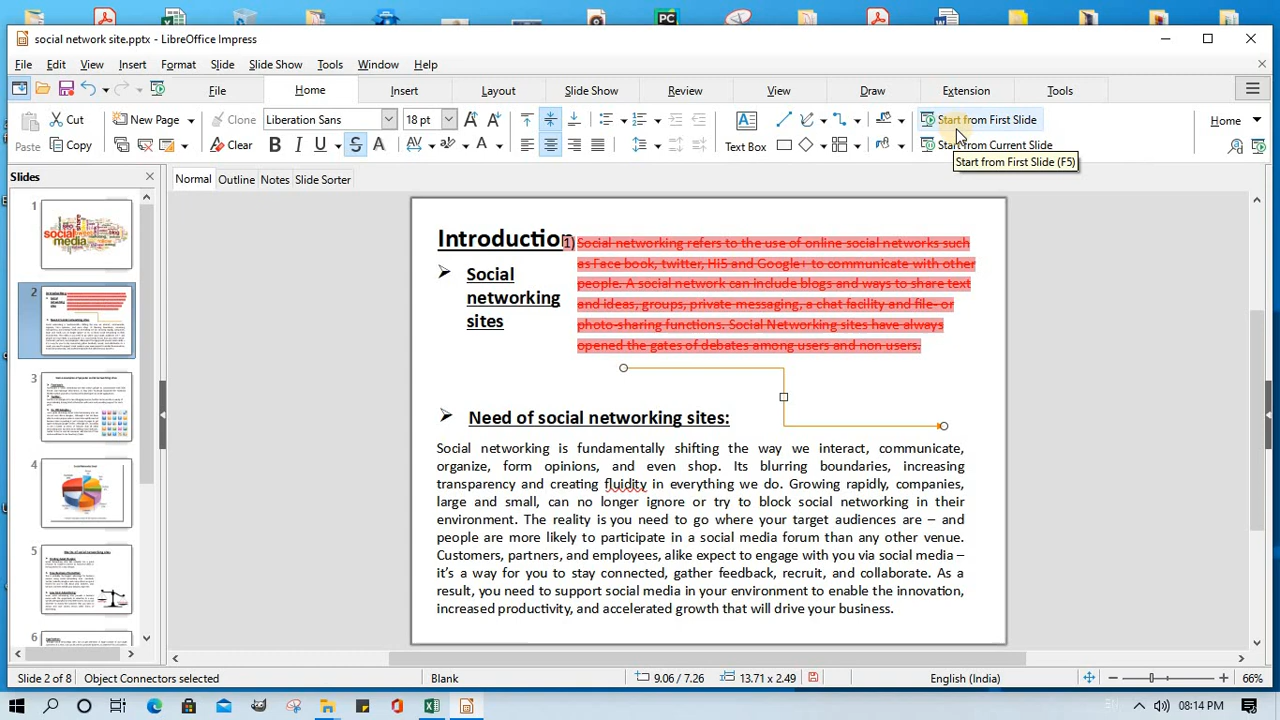 social network site.pptx - LibreOffice Impress
File Edit View Insert Format Slide Slide Show Tools Window Help
File Home Insert Layout Slide Show Review View Draw Extension Tools
Cut New Page Liberation Sans 18 pt Start from First Slide Home
Paste Copy Clear Text Box Start from Current Slide
Start from First Slide (F5)
Slides
Normal Outline Notes Slide Sorter
1
2
3
4
5
6
social
media
Introduction
Social
networking
sites
1) Social networking refers to the use of online social networks such
as Face book, twitter, Hi5 and Google+ to communicate with other
people. A social network can include blogs and ways to share text
and ideas, groups, private messaging, a chat facility and file- or
photo-sharing functions. Social Networking sites have always
opened the gates of debates among users and non users.
Need of social networking sites:
Social networking is fundamentally shifting the way we interact, communicate,
organize, form opinions, and even shop. Its blurring boundaries, increasing
transparency and creating fluidity in everything we do. Growing rapidly, companies,
large and small, can no longer ignore or try to block social networking in their
environment. The reality is you need to go where your target audiences are – and
people are more likely to participate in a social media forum than any other venue.
Customers, partners, and employees, alike expect to engage with you via social media –
it's a way for you to stay connected, gather feedback, recruit, and collaborate. As a
result, you need to support social media in your environment to enable the innovation,
increased productivity, and accelerated growth that will drive your business.
Slide 2 of 8 Object Connectors selected Blank 9.06 / 7.26 13.71 x 2.49 English (India) 66%
08:14 PM